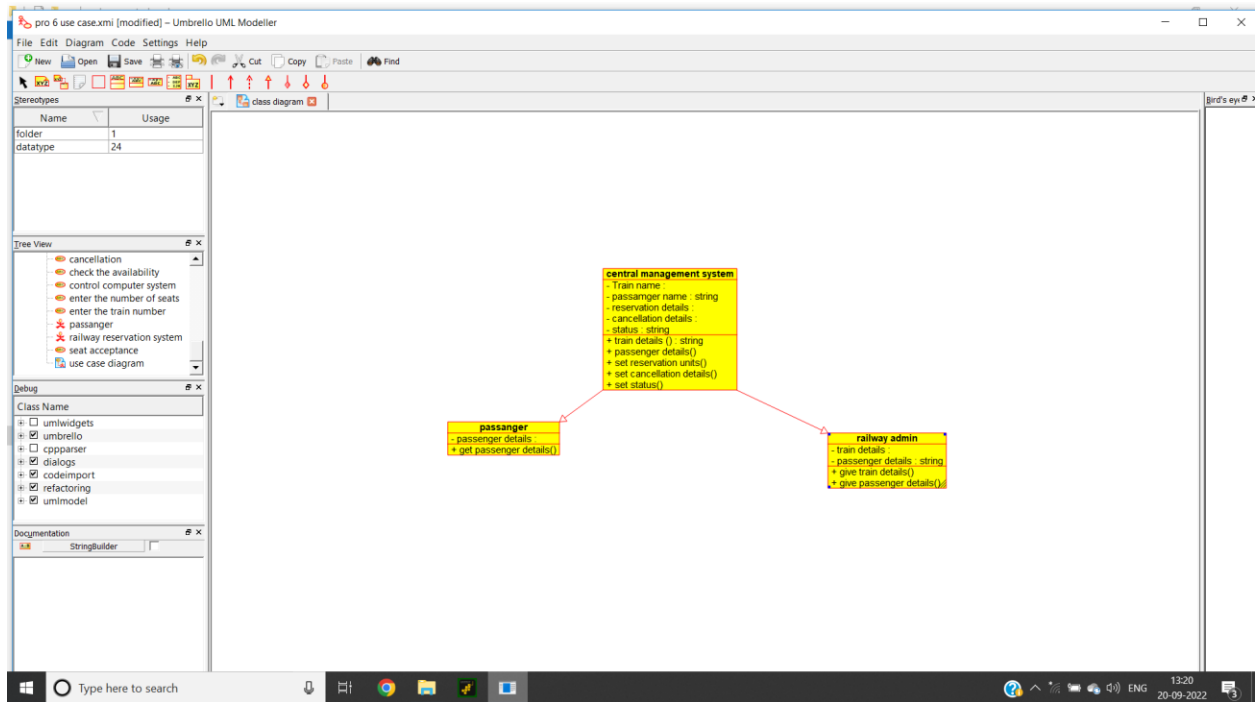 pro 6 use case.xmi [modified] – Umbrello UML Modeller
File Edit Diagram Code Settings Help
New Open Save Cut Copy Paste Find
Stereotypes
class diagram
Bird's eye
Name Usage
folder 1
datatype 24
Tree View
cancellation
check the availability
control computer system
enter the number of seats
enter the train number
passanger
railway reservation system
seat acceptance
use case diagram
Debug
Class Name
umlwidgets
umbrello
cppparser
dialogs
codeimport
refactoring
umlmodel
Documentation
StringBuilder
central management system
- Train name :
- passamger name : string
- reservation details :
- cancellation details :
- status : string
+ train details () : string
+ passenger details()
+ set reservation units()
+ set cancellation details()
+ set status()
passanger
- passenger details :
+ get passenger details()
railway admin
- train details :
- passenger details : string
+ give train details()
+ give passenger details()
Type here to search
ENG
13:20
20-09-2022
3